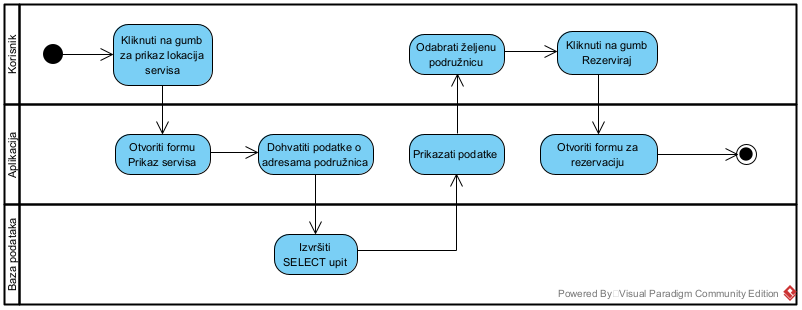 Korisnik
Kliknuti na gumb
za prikaz lokacija
servisa
Odabrati željenu
podružnicu
Kliknuti na gumb
Rezerviraj
Aplikacija
Otvoriti formu
Prikaz servisa
Dohvatiti podatke o
adresama podružnica
Prikazati podatke
Otvoriti formu za
rezervaciju
Baza podataka
Izvršiti
SELECT upit
Powered By Visual Paradigm Community Edition